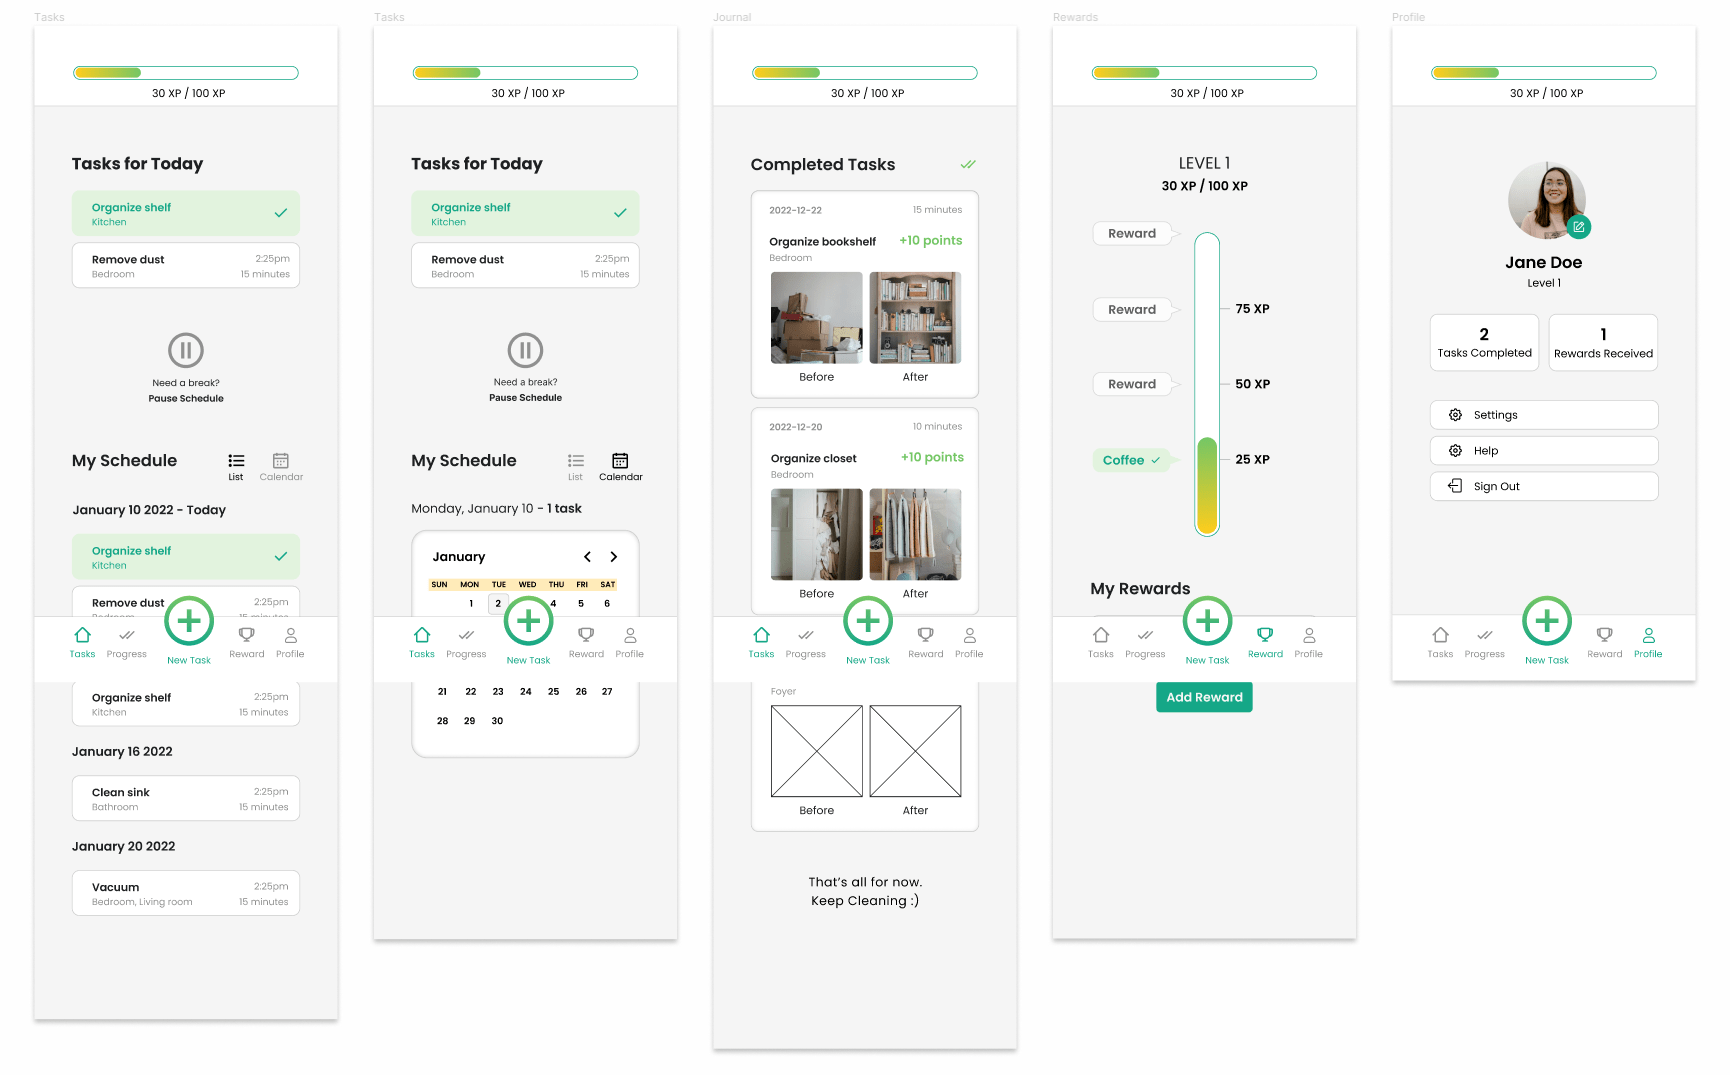 Tasks
30 XP / 100 XP
Tasks for Today
Organize shelf
Kitchen
Remove dust
2:25pm
Bedroom
15 minutes
Need a break?
Pause Schedule
My Schedule
List
Calendar
January 10 2022 - Today
Organize shelf
Kitchen
Remove dust
2:25pm
Tasks
Progress
New Task
Reward
Profile
Organize shelf
2:25pm
Kitchen
15 minutes
January 16 2022
Clean sink
2:25pm
Bathroom
15 minutes
January 20 2022
Vacuum
2:25pm
Bedroom, Living room
15 minutes
Tasks
30 XP / 100 XP
Tasks for Today
Organize shelf
Kitchen
Remove dust
2:25pm
Bedroom
15 minutes
Need a break?
Pause Schedule
My Schedule
List
Calendar
Monday, January 10 - 1 task
January
SUN MON TUE WED THU FRI SAT
1 2 4 5 6
Tasks
Progress
New Task
Reward
Profile
21 22 23 24 25 26 27
28 29 30
Journal
30 XP / 100 XP
Completed Tasks
2022-12-22
15 minutes
Organize bookshelf
+10 points
Bedroom
Before
After
2022-12-20
10 minutes
Organize closet
+10 points
Bedroom
Before
After
Tasks
Progress
New Task
Reward
Profile
Foyer
Before
After
That's all for now.
Keep Cleaning :)
Rewards
30 XP / 100 XP
LEVEL 1
30 XP / 100 XP
Reward
Reward
75 XP
Reward
50 XP
Coffee
25 XP
My Rewards
Tasks
Progress
New Task
Reward
Profile
Add Reward
Profile
30 XP / 100 XP
Jane Doe
Level 1
2
Tasks Completed
1
Rewards Received
Settings
Help
Sign Out
Tasks
Progress
New Task
Reward
Profile